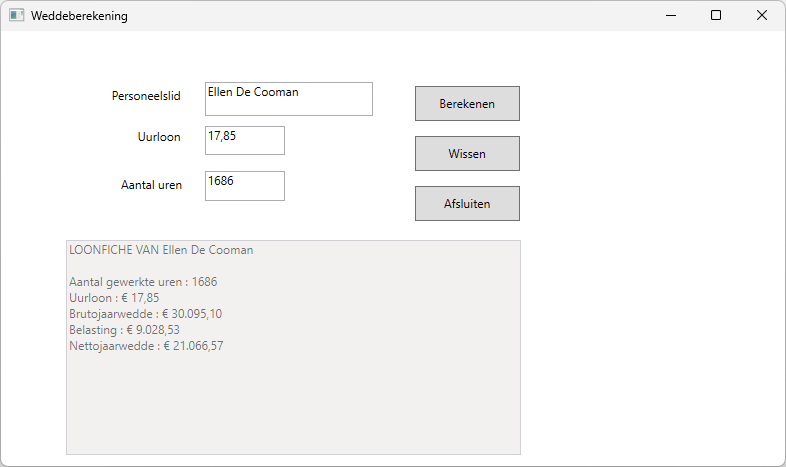 Weddeberekening
Personeelslid
Ellen De Cooman
Berekenen
Uurloon
17,85
Wissen
Aantal uren
1686
Afsluiten
LOONFICHE VAN Ellen De Cooman
Aantal gewerkte uren : 1686
Uurloon : € 17,85
Brutojaarwedde : € 30.095,10
Belasting : € 9.028,53
Nettojaarwedde : € 21.066,57